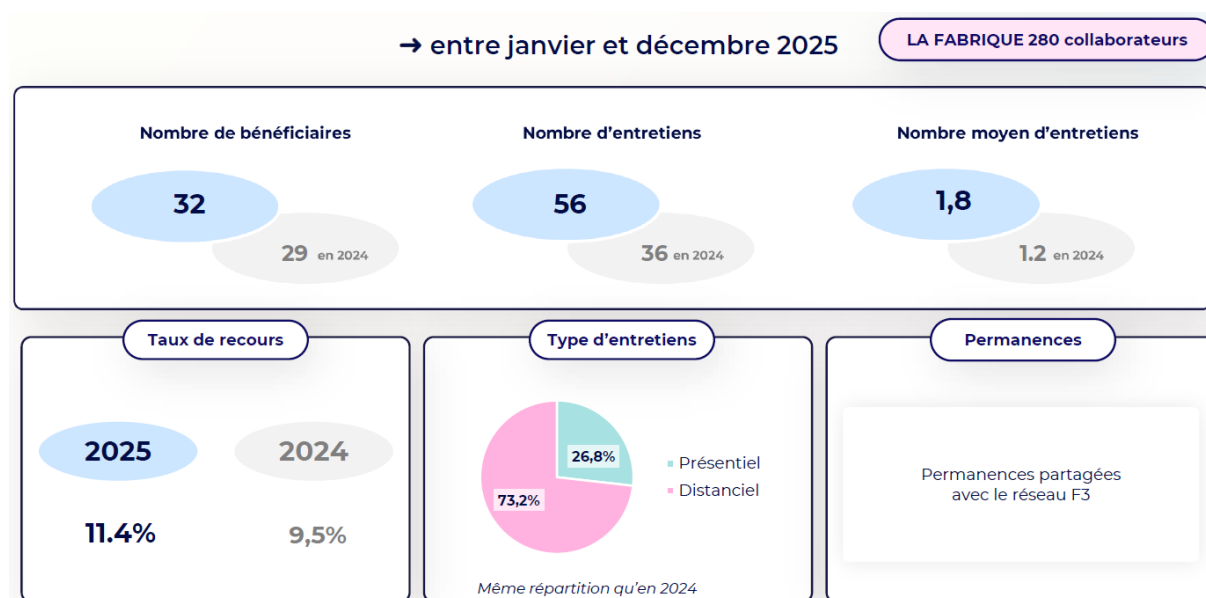 → entre janvier et décembre 2025
LA FABRIQUE 280 collaborateurs
Nombre de bénéficiaires
32
29 en 2024
Nombre d’entretiens
56
36 en 2024
Nombre moyen d’entretiens
1,8
1.2 en 2024
Taux de recours
2025
2024
11.4%
9,5%
Type d’entretiens
26,8%
73,2%
Présentiel
Distanciel
Même répartition qu’en 2024
Permanences
Permanences partagées
avec le réseau F3